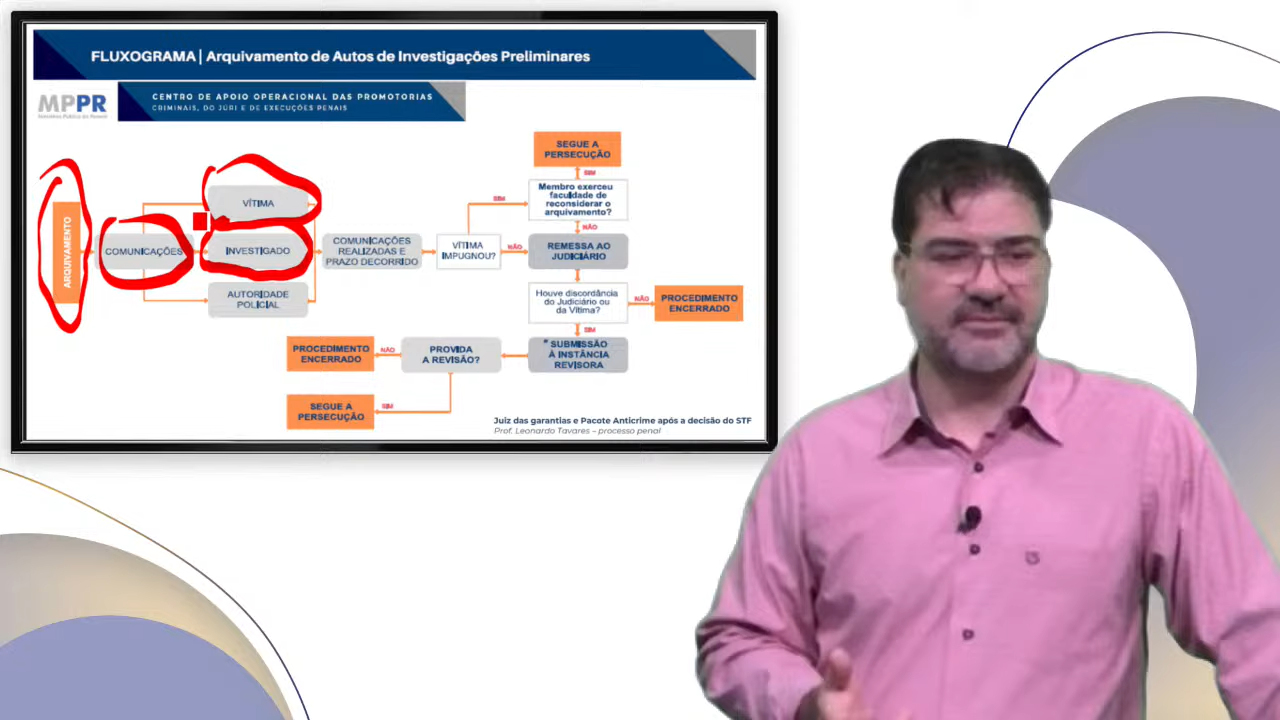 FLUXOGRAMA | Arquivamento de Autos de Investigações Preliminares
MPPR
Ministério Público do Paraná
CENTRO DE APOIO OPERACIONAL DAS PROMOTORIAS
CRIMINAIS, DO JÚRI E DE EXECUÇÕES PENAIS
ARQUIVAMENTO
COMUNICAÇÕES
VÍTIMA
INVESTIGADO
AUTORIDADE
POLICIAL
COMUNICAÇÕES
REALIZADAS E
PRAZO DECORRIDO
VÍTIMA
IMPUGNOU?
SIM
NÃO
SEGUE A
PERSECUÇÃO
SIM
Membro exerceu
faculdade de
reconsiderar o
arquivamento?
NÃO
REMESSA AO
JUDICIÁRIO
Houve discordância
do Judiciário ou
da Vítima?
NÃO
PROCEDIMENTO
ENCERRADO
SIM
* SUBMISSÃO
À INSTÂNCIA
REVISORA
PROVIDA
A REVISÃO?
NÃO
PROCEDIMENTO
ENCERRADO
SIM
SEGUE A
PERSECUÇÃO
Juiz das garantias e Pacote Anticrime após a decisão do STF
Prof. Leonardo Tavares – processo penal